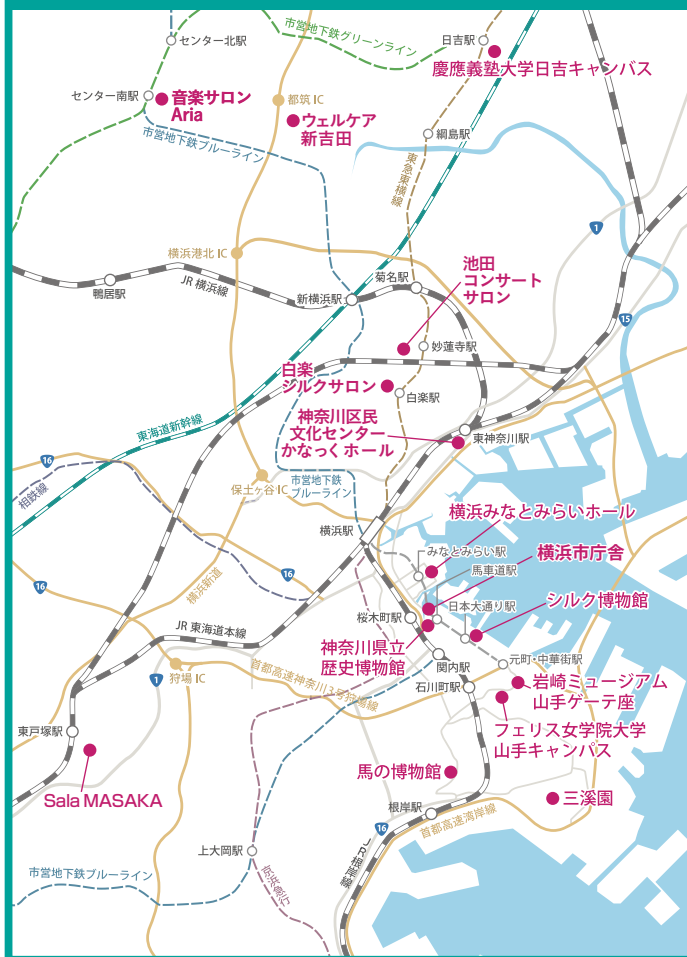 市営地下鉄グリーンライン
センター北駅
日吉駅
慶應義塾大学日吉キャンバス
センター南駅
音楽サロン
Aria
都筑 IC
ウェルケア
新吉田
市営地下鉄ブルーライン
綱島駅
東急東横線
1
横浜港北 IC
池田
コンサート
サロン
菊名駅
鴨居駅
JR 横浜線
新横浜駅
15
妙蓮寺駅
白楽
ジルクサロン
白楽駅
神奈川区民
文化センター
かなっくホール
東神奈川駅
東海道新幹線
16
相鉄線
市営地下鉄
ブルーライン
保土ヶ谷 IC
横浜駅
横浜みなとみらいホール
みなとみらい駅
横浜市庁舎
馬車道駅
16
16
横浜新道
日本大通り駅
シルク博物館
桜木町駅
JR 東海道本線
神奈川県立
歴史博物館
関内駅
元町・中華街駅
狩場 IC
1
首都高速神奈川3号狩場線
石川町駅
岩崎ミュージアム
山手ゲーテ座
フェリス女学院大学
山手キャンパス
東戸塚駅
Sala MASAKA
馬の博物館
三溪園
根岸駅
首都高速湾岸線
16
上大岡駅
JR根岸線
市営地下鉄ブルーライン
京浜急行